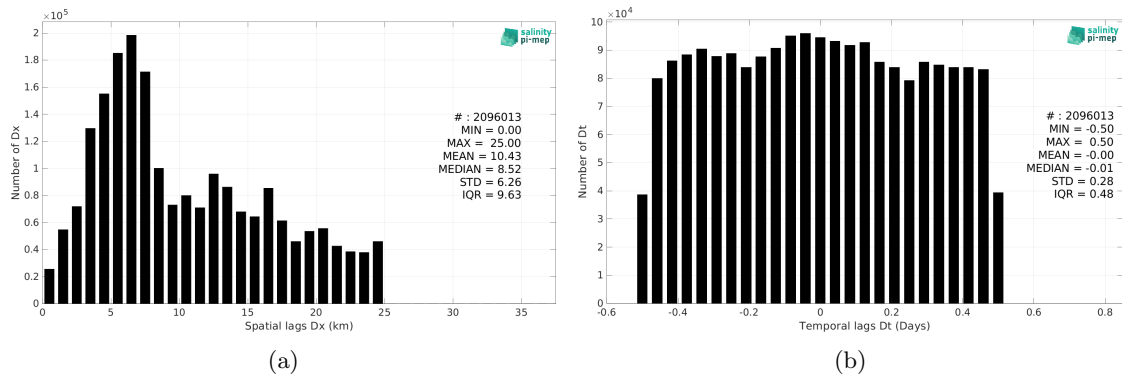 ×10⁵
2
1.8
1.6
1.4
1.2
1
0.8
0.6
0.4
0.2
0
Number of Dx
salinity
pi-mep
# : 2096013
MIN = 0.00
MAX = 25.00
MEAN = 10.43
MEDIAN = 8.52
STD = 6.26
IQR = 9.63
0 5 10 15 20 25 30 35
Spatial lags Dx (km)
(a)
×10⁴
10
9
8
7
6
5
4
3
2
1
0
Number of Dt
salinity
pi-mep
# : 2096013
MIN = -0.50
MAX = 0.50
MEAN = -0.00
MEDIAN = -0.01
STD = 0.28
IQR = 0.48
-0.6 -0.4 -0.2 0 0.2 0.4 0.6 0.8
Temporal lags Dt (Days)
(b)